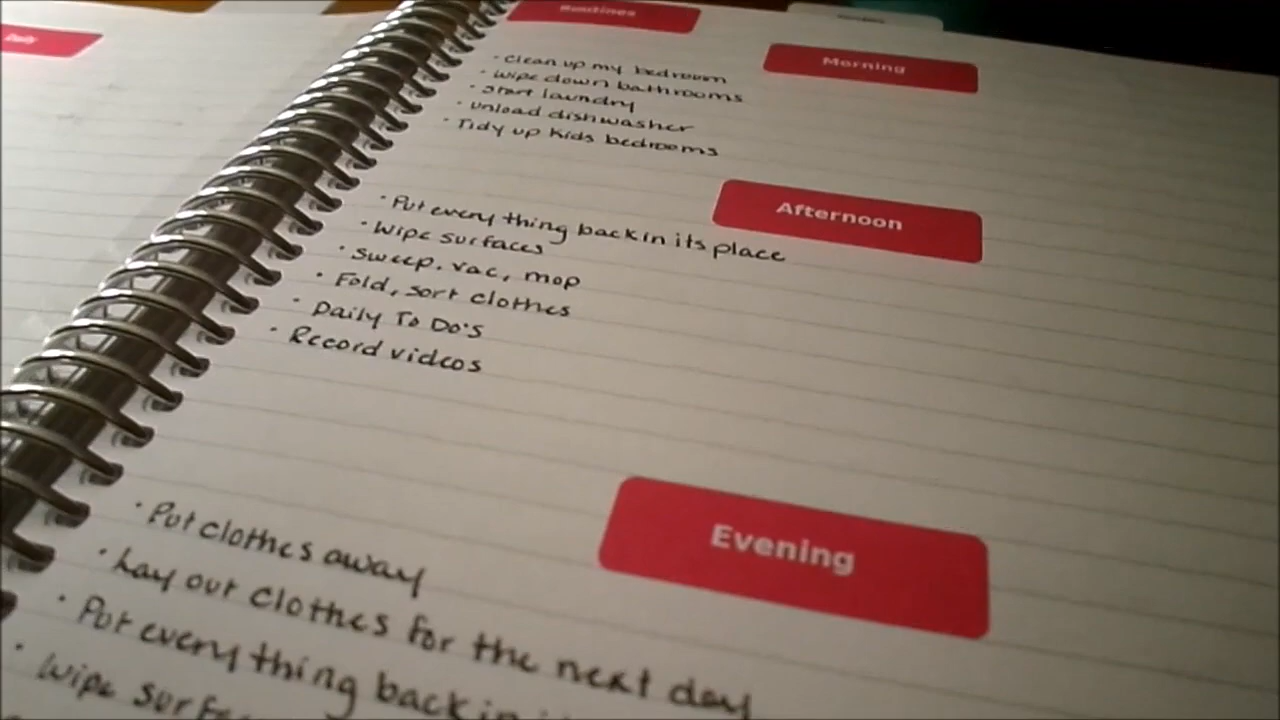 Daily
Routines
Morning
· Clean up my bedroom
· Wipe down bathrooms
· Start laundry
· unload dishwasher
· Tidy up kids bedrooms
Afternoon
· Put every thing back in its place
· Wipe surfaces
· Sweep, vac, mop
· Fold, sort clothes
· Daily To Do's
· Record videos
Evening
· Put clothes away
· Lay out clothes for the next day
· Put every thing back in
· Wipe